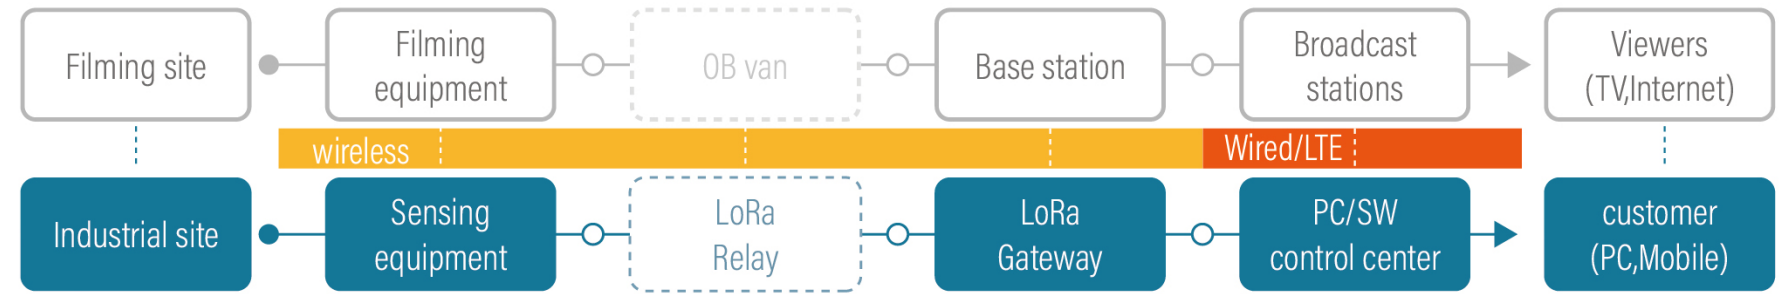 Filming site
Filming
equipment
OB van
Base station
Broadcast
stations
Viewers
(TV,Internet)
wireless
Wired/LTE
Industrial site
Sensing
equipment
LoRa
Relay
LoRa
Gateway
PC/SW
control center
customer
(PC,Mobile)